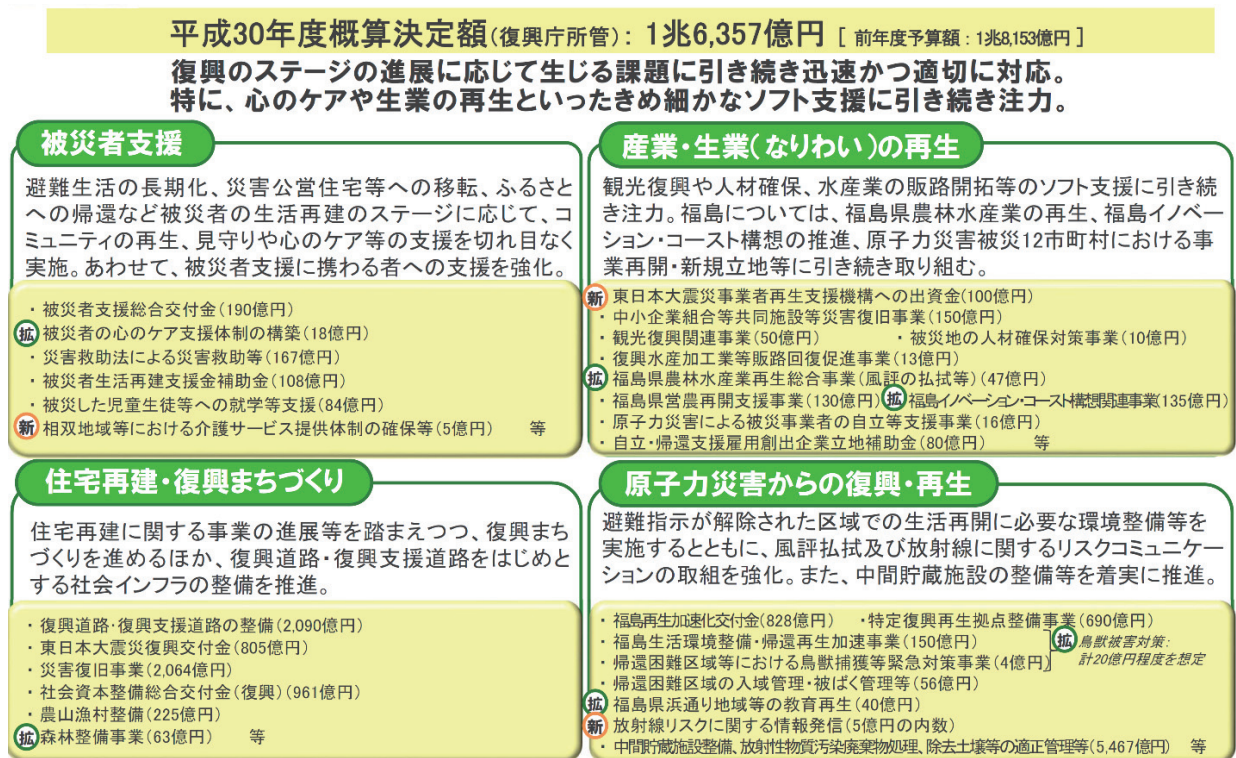 平成30年度概算決定額(復興庁所管)： 1兆6,357億円 [ 前年度予算額：1兆8,153億円 ]
復興のステージの進展に応じて生じる課題に引き続き迅速かつ適切に対応。
特に、心のケアや生業の再生といったきめ細かなソフト支援に引き続き注力。
被災者支援
避難生活の長期化、災害公営住宅等への移転、ふるさと
への帰還など被災者の生活再建のステージに応じて、コ
ミュニティの再生、見守りや心のケア等の支援を切れ目なく
実施。あわせて、被災者支援に携わる者への支援を強化。
・被災者支援総合交付金(190億円)
拡 被災者の心のケア支援体制の構築(18億円)
・災害救助法による災害救助等(167億円)
・被災者生活再建支援金補助金(108億円)
・被災した児童生徒等への就学等支援(84億円)
新 相双地域等における介護サービス提供体制の確保等(5億円)　等
産業・生業(なりわい)の再生
観光復興や人材確保、水産業の販路開拓等のソフト支援に引き続
き注力。福島については、福島県農林水産業の再生、福島イノベー
ション・コースト構想の推進、原子力災害被災12市町村における事
業再開・新規立地等に引き続き取り組む。
新 東日本大震災事業者再生支援機構への出資金(100億円)
・中小企業組合等共同施設等災害復旧事業(150億円)
・観光復興関連事業(50億円)　・被災地の人材確保対策事業(10億円)
・復興水産加工業等販路回復促進事業(13億円)
拡 福島県農林水産業再生総合事業(風評の払拭等)(47億円)
・福島県営農再開支援事業(130億円) 拡 福島イノベーション・コースト構想関連事業(135億円)
・原子力災害による被災事業者の自立等支援事業(16億円)
・自立・帰還支援雇用創出企業立地補助金(80億円)　等
住宅再建・復興まちづくり
住宅再建に関する事業の進展等を踏まえつつ、復興まち
づくりを進めるほか、復興道路・復興支援道路をはじめと
する社会インフラの整備を推進。
・復興道路・復興支援道路の整備(2,090億円)
・東日本大震災復興交付金(805億円)
・災害復旧事業(2,064億円)
・社会資本整備総合交付金(復興)(961億円)
・農山漁村整備(225億円)
拡 森林整備事業(63億円)　等
原子力災害からの復興・再生
避難指示が解除された区域での生活再開に必要な環境整備等を
実施するとともに、風評払拭及び放射線に関するリスクコミュニケー
ションの取組を強化。また、中間貯蔵施設の整備等を着実に推進。
・福島再生加速化交付金(828億円)　・特定復興再生拠点整備事業(690億円)
・福島生活環境整備・帰還再生加速事業(150億円) 拡 鳥獣被害対策：
・帰還困難区域等における鳥獣捕獲等緊急対策事業(4億円) 計20億円程度を想定
・帰還困難区域の入域管理・被ばく管理等(56億円)
拡 福島県浜通り地域等の教育再生(40億円)
新 放射線リスクに関する情報発信(5億円の内数)
・中間貯蔵施設整備、放射性物質汚染廃棄物処理、除去土壌等の適正管理等(5,467億円)　等